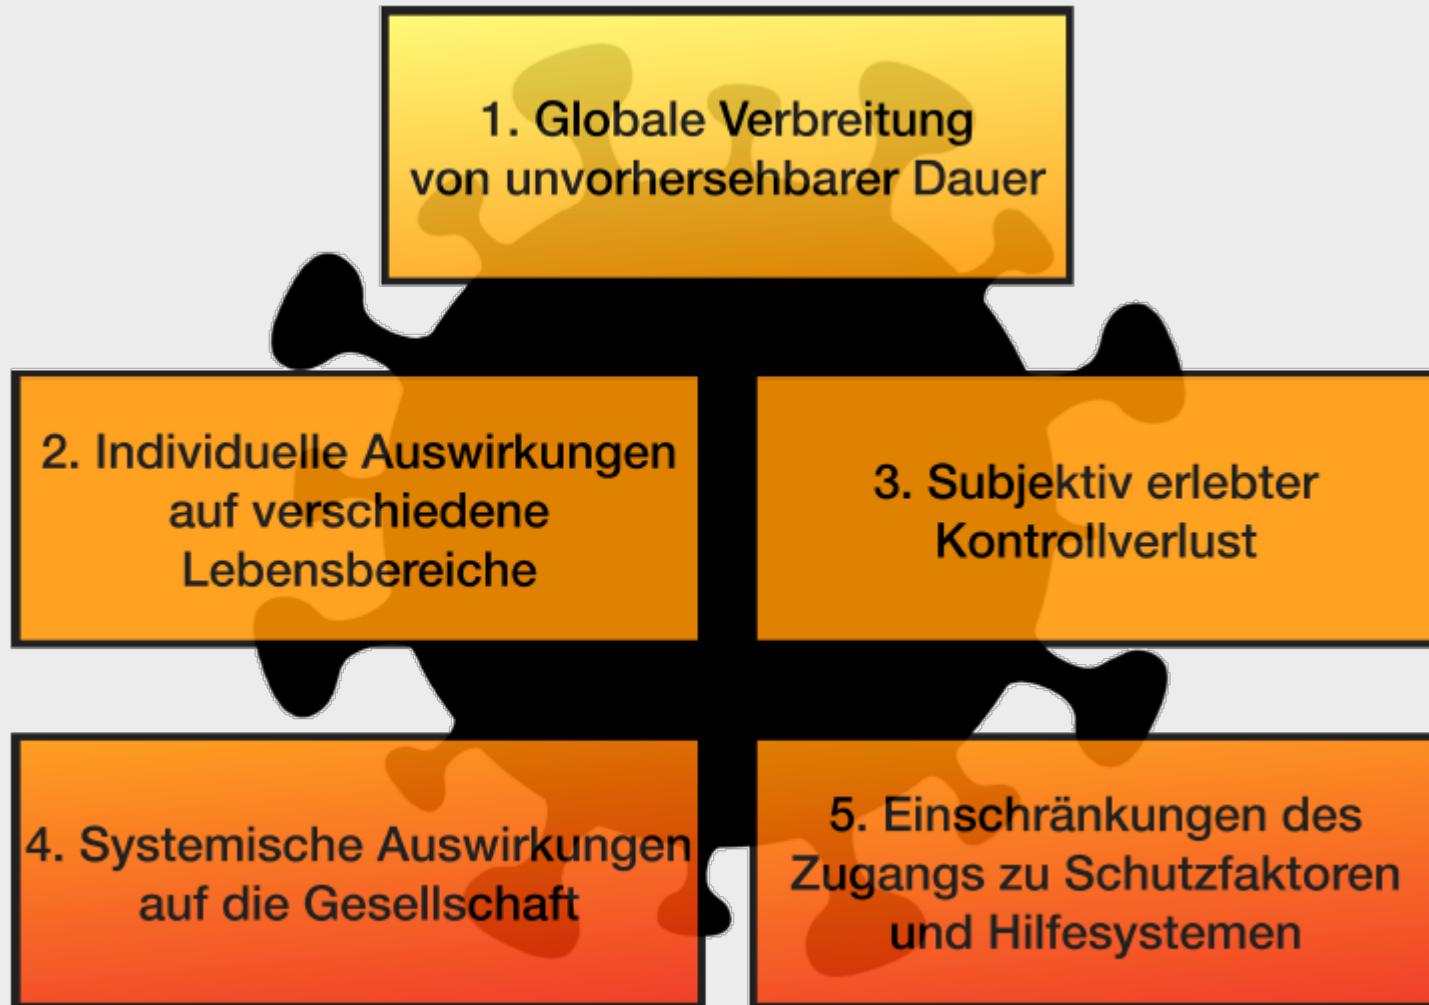 1. Globale Verbreitung
von unvorhersehbarer Dauer
2. Individuelle Auswirkungen
auf verschiedene
Lebensbereiche
3. Subjektiv erlebter
Kontrollverlust
4. Systemische Auswirkungen
auf die Gesellschaft
5. Einschränkungen des
Zugangs zu Schutzfaktoren
und Hilfesystemen